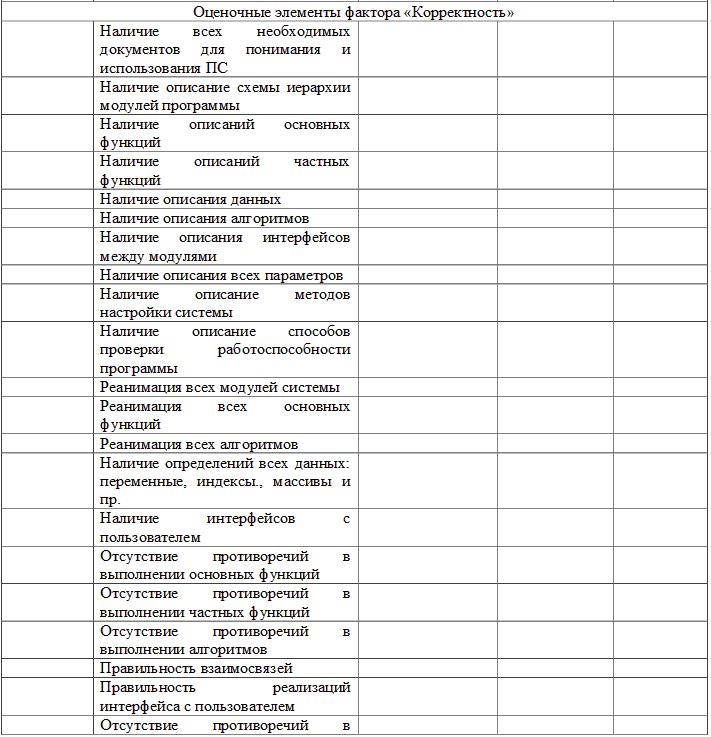 Оценочные элементы фактора «Корректность»
Наличие всех необходимых
документов для понимания и
использования ПС
Наличие описание схемы иерархии
модулей программы
Наличие описаний основных
функций
Наличие описаний частных
функций
Наличие описания данных
Наличие описания алгоритмов
Наличие описания интерфейсов
между модулями
Наличие описания всех параметров
Наличие описание методов
настройки системы
Наличие описание способов
проверки работоспособности
программы
Реанимация всех модулей системы
Реанимация всех основных
функций
Реанимация всех алгоритмов
Наличие определений всех данных:
переменные, индексы., массивы и
пр.
Наличие интерфейсов с
пользователем
Отсутствие противоречий в
выполнении основных функций
Отсутствие противоречий в
выполнении частных функций
Отсутствие противоречий в
выполнении алгоритмов
Правильность взаимосвязей
Правильность реализаций
интерфейса с пользователем
Отсутствие противоречий в